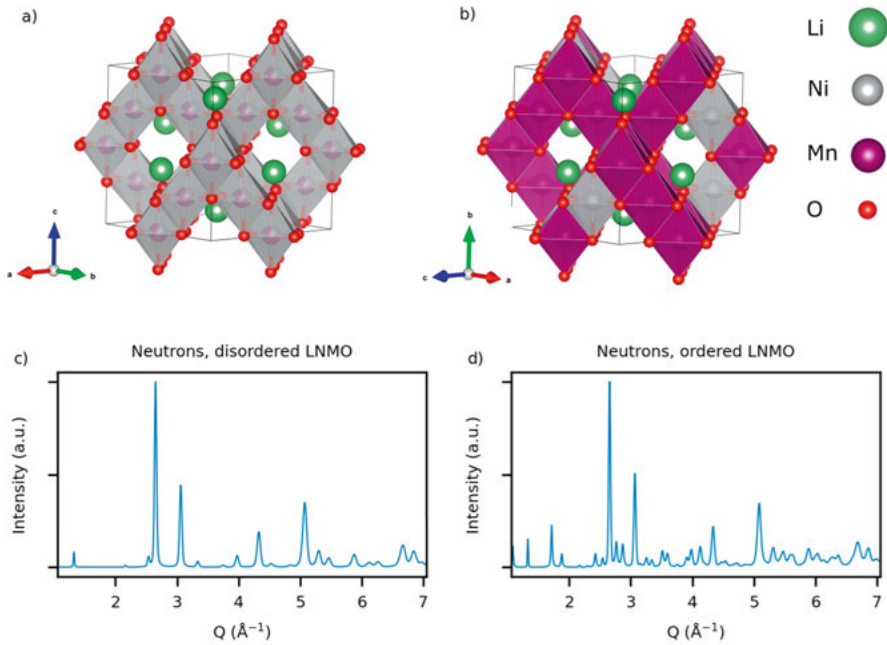 a)
b)
Li
Ni
Mn
O
c
a
b
b
c
a
c)
Neutrons, disordered LNMO
Intensity (a.u.)
2
3
4
5
6
7
Q (Å⁻¹)
d)
Neutrons, ordered LNMO
Intensity (a.u.)
2
3
4
5
6
7
Q (Å⁻¹)